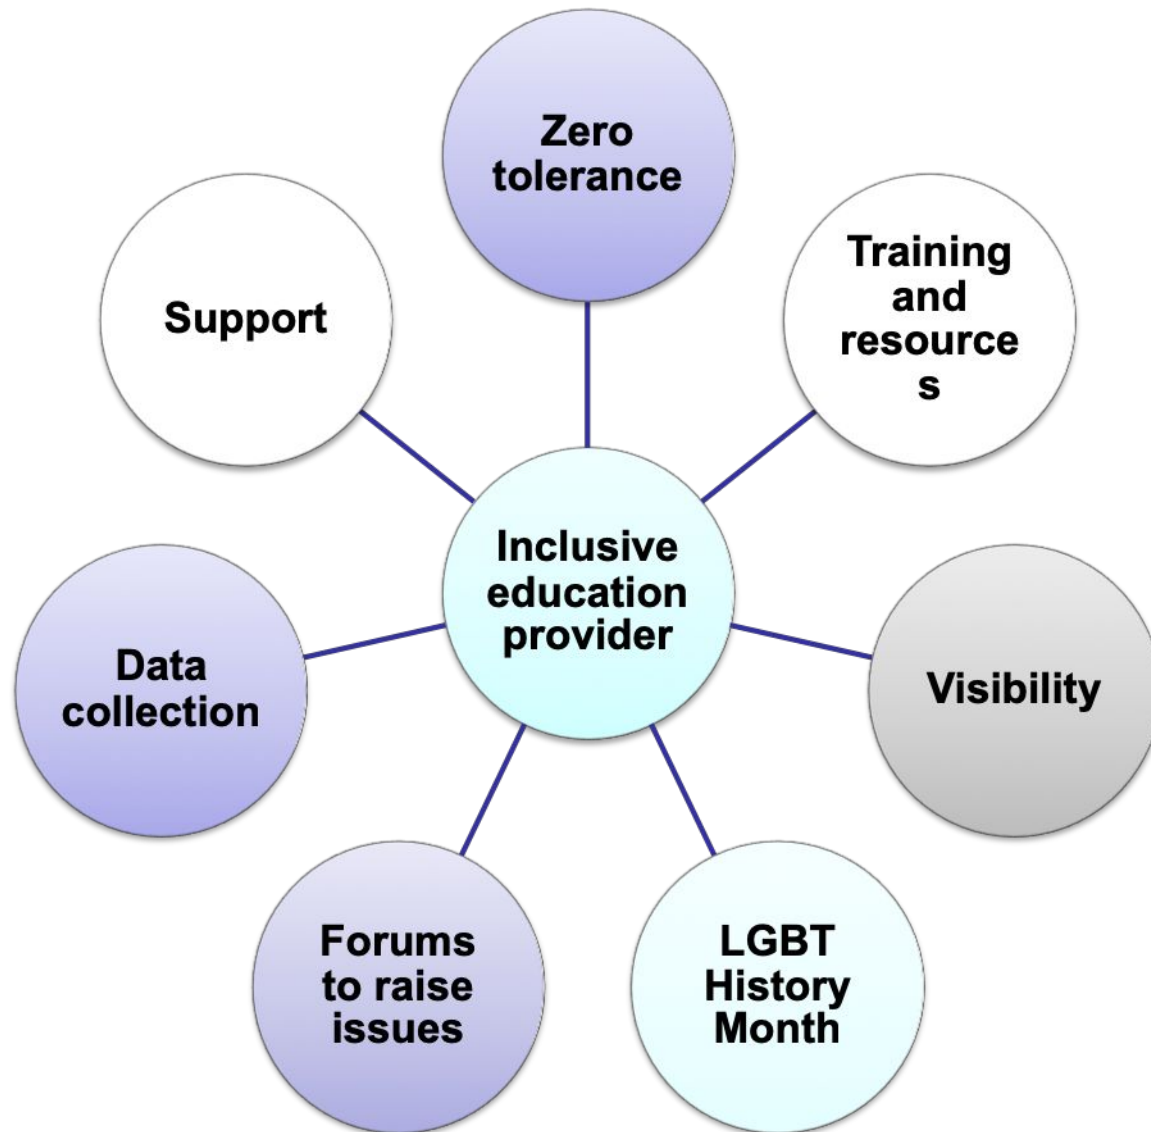 Zero
tolerance
Training
and
resource
s
Support
Inclusive
education
provider
Visibility
Data
collection
LGBT
History
Month
Forums
to raise
issues